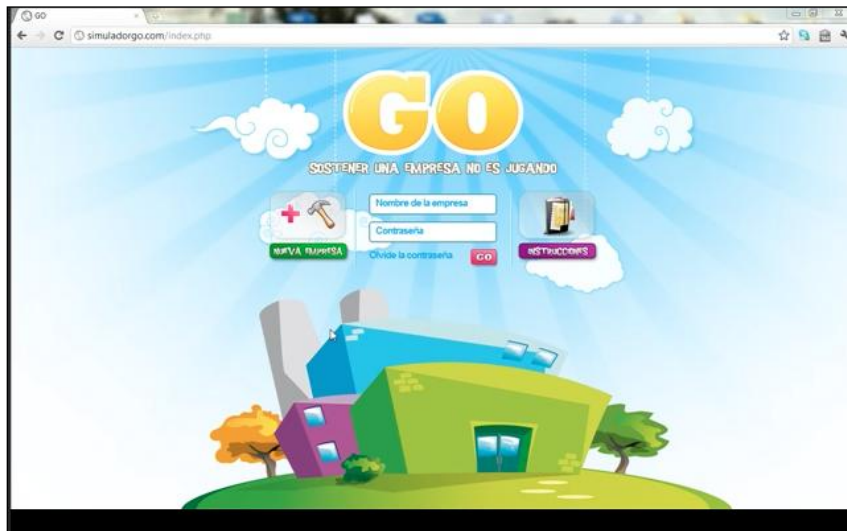 GO
simuladorgo.com/index.php
GO
SOSTENER UNA EMPRESA NO ES JUGANDO
Nombre de la empresa
Contraseña
Olvide la contraseña
GO
NUEVA EMPRESA
INSTRUCCIONES